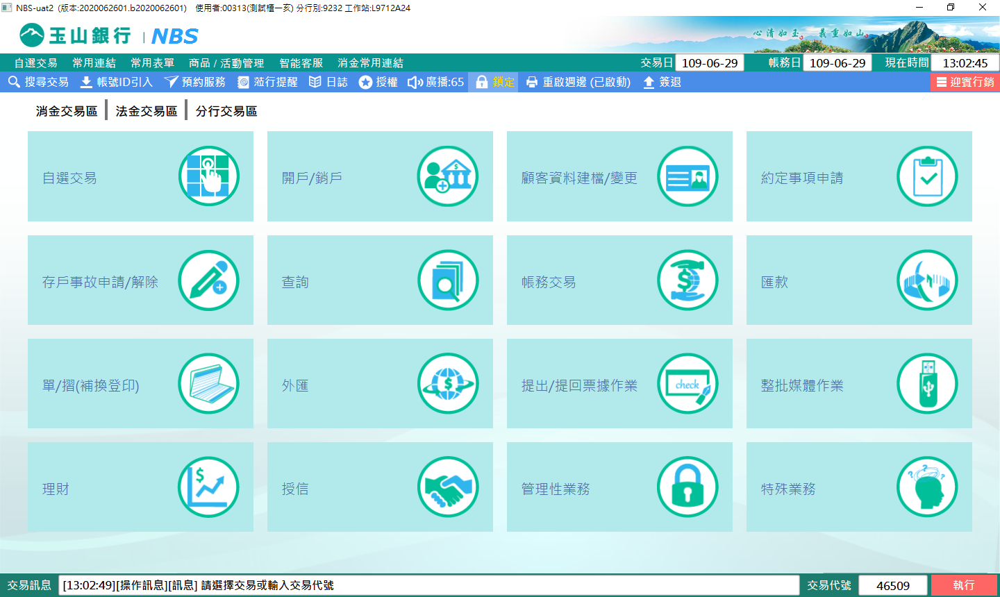 NBS-uat2 (版本:2020062601.b2020062601) 使用者:00313(測試櫃一亥) 分行別:9232 工作站:L9712A24
玉山銀行 | NBS
心清如玉。 義重如山。
自選交易 常用連結 常用表單 商品 / 活動管理 智能客服 消金常用連結 交易日 109-06-29 帳務日 109-06-29 現在時間 13:02:45
搜尋交易 帳號ID引入 預約服務 蒞行提醒 日誌 授權 廣播:65 鎖定 重啟週邊 (已啟動) 簽退 迎賓行銷
消金交易區 法金交易區 分行交易區
自選交易 開戶/銷戶 顧客資料建檔/變更 約定事項申請
存戶事故申請/解除 查詢 帳務交易 匯款
單/摺(補換登印) 外匯 提出/提回票據作業 check 整批媒體作業
理財 授信 管理性業務 特殊業務
交易訊息 [13:02:49][操作訊息][訊息] 請選擇交易或輸入交易代號 交易代號 46509 執行